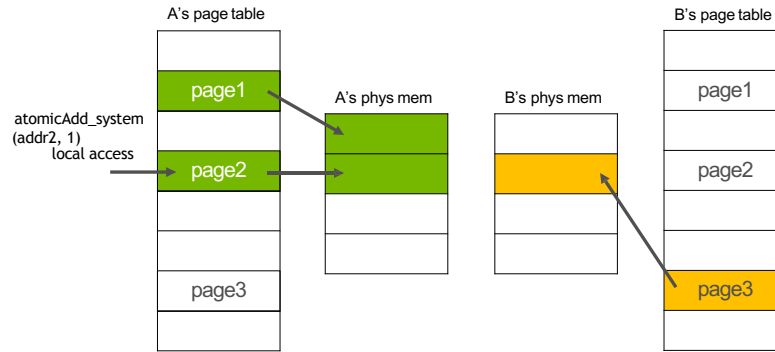 A's page table
B's page table
page1
A's phys mem
B's phys mem
page1
atomicAdd_system
(addr2, 1)
local access
page2
page2
page3
page3